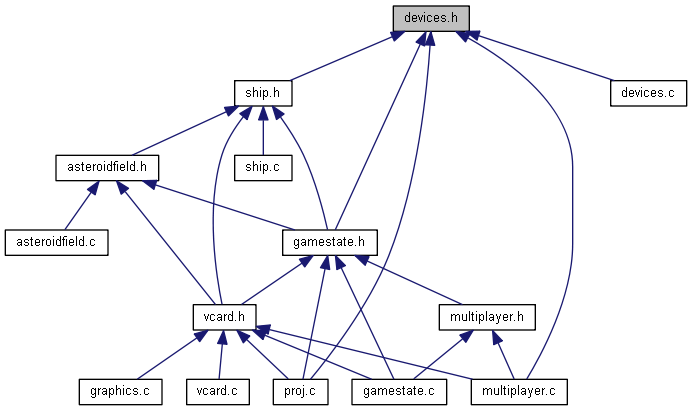 devices.h
ship.h
devices.c
asteroidfield.h
ship.c
asteroidfield.c
gamestate.h
vcard.h
multiplayer.h
graphics.c
vcard.c
proj.c
gamestate.c
multiplayer.c